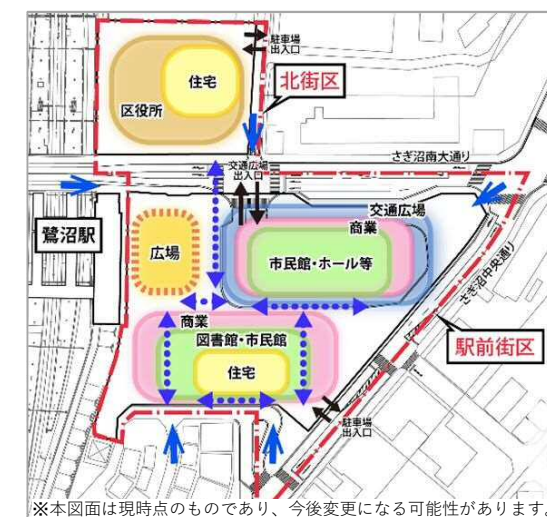 駐車場
出入口
北街区
住宅
区役所
さぎ沼南大通り
交通広場
出入口
交通広場
商業
鷺沼駅
広場
市民館・ホール等
さぎ沼中央通り
商業
図書館・市民館
駅前街区
住宅
駐車場
出入口
※本図面は現時点のものであり、今後変更になる可能性があります。